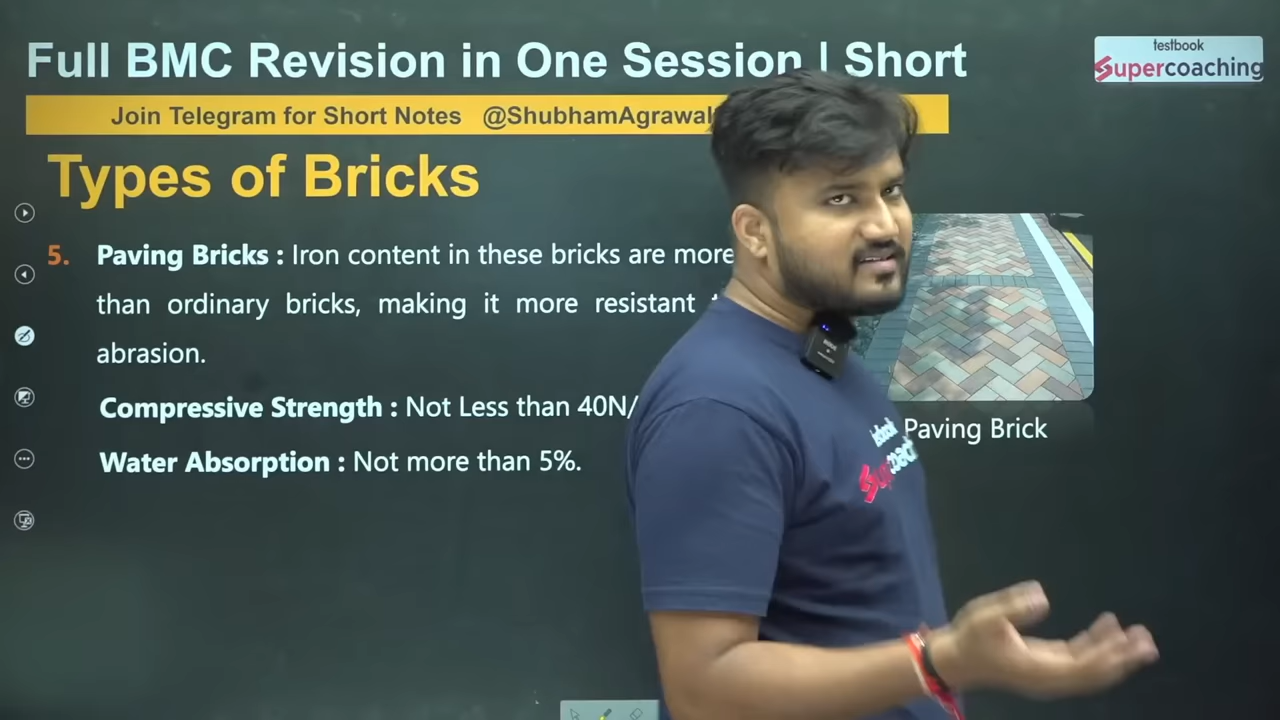 Full BMC Revision in One Session | Short
testbook
Supercoaching
Join Telegram for Short Notes @ShubhamAgrawal
Types of Bricks
5. Paving Bricks : Iron content in these bricks are more
than ordinary bricks, making it more resistant
abrasion.
Compressive Strength : Not Less than 40N/
Water Absorption : Not more than 5%.
Paving Brick
testbook